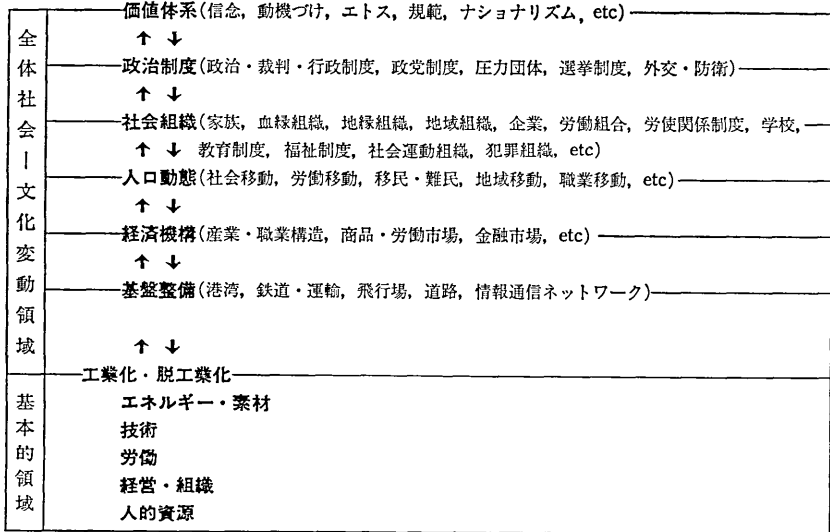 価値体系(信念, 動機づけ, エトス, 規範, ナショナリズム, etc)
↑ ↓
政治制度(政治・裁判・行政制度, 政党制度, 圧力団体, 選挙制度, 外交・防衛)
↑ ↓
社会組織(家族, 血縁組織, 地縁組織, 地域組織, 企業, 労働組合, 労使関係制度, 学校,
↑ ↓ 教育制度, 福祉制度, 社会運動組織, 犯罪組織, etc)
人口動態(社会移動, 労働移動, 移民・難民, 地域移動, 職業移動, etc)
↑ ↓
経済機構(産業・職業構造, 商品・労働市場, 金融市場, etc)
↑ ↓
基盤整備(港湾, 鉄道・運輸, 飛行場, 道路, 情報通信ネットワーク)
↑ ↓
全体社会ー文化変動領域
工業化・脱工業化
エネルギー・素材
技術
労働
経営・組織
人的資源
基本的領域